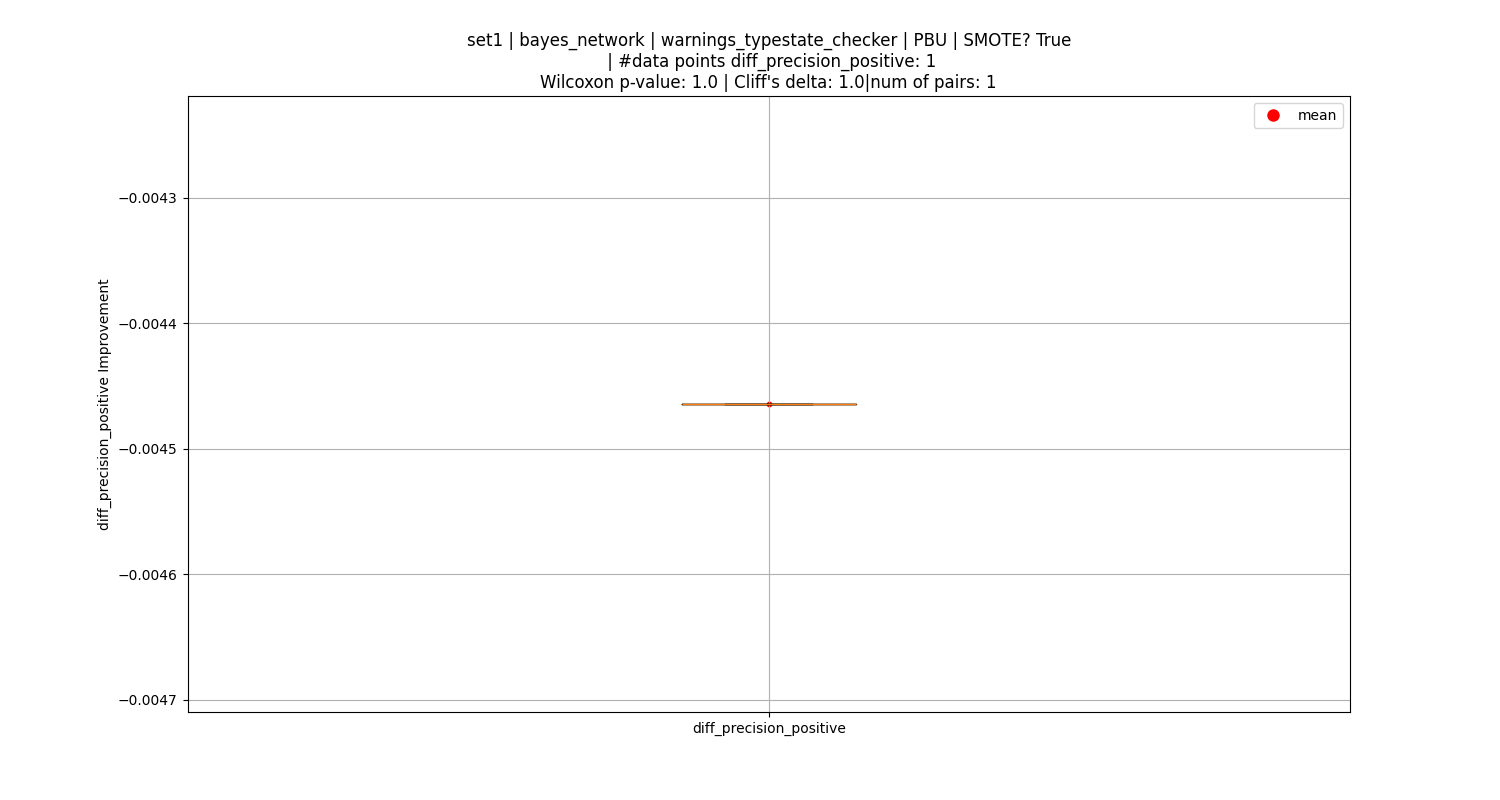 set1 | bayes_network | warnings_typestate_checker | PBU | SMOTE? True
| #data points diff_precision_positive: 1
Wilcoxon p-value: 1.0 | Cliff's delta: 1.0|num of pairs: 1
mean
−0.0043
−0.0044
−0.0045
−0.0046
−0.0047
diff_precision_positive Improvement
diff_precision_positive